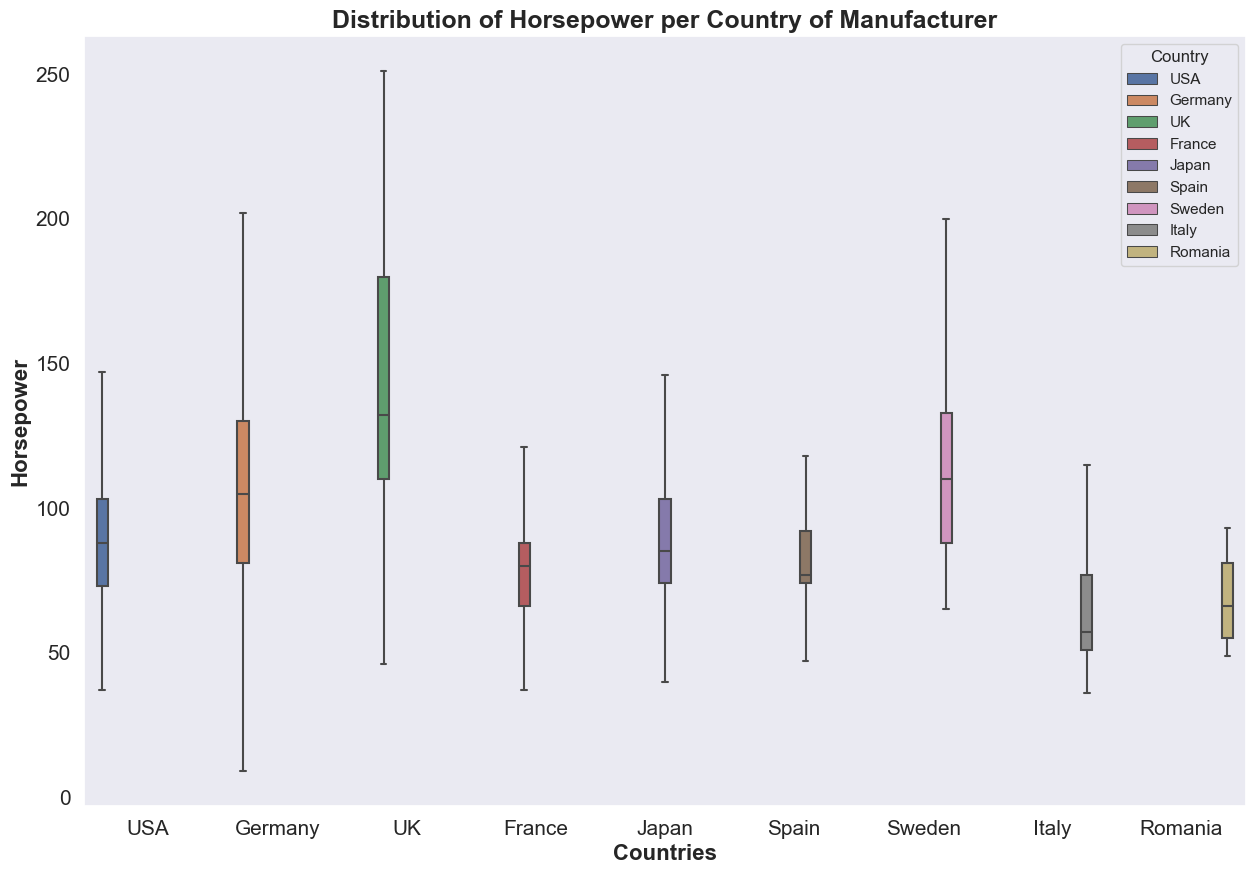 Distribution of Horsepower per Country of Manufacturer
Horsepower
250
200
150
100
50
0
Country
USA
Germany
UK
France
Japan
Spain
Sweden
Italy
Romania
USA Germany UK France Japan Spain Sweden Italy Romania
Countries